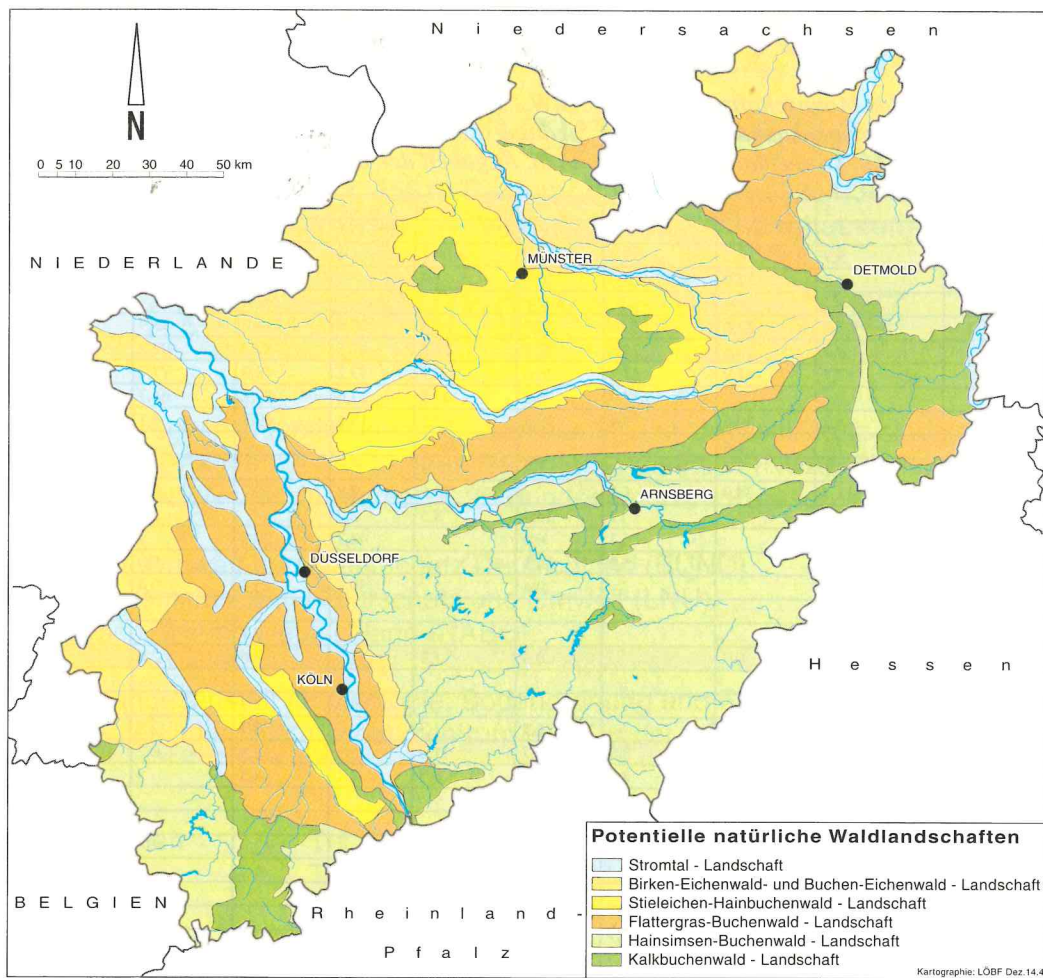 N i e d e r s a c h s e n
N
0 5 10 20 30 40 50 km
N I E D E R L A N D E
MÜNSTER
DETMOLD
ARNSBERG
DÜSSELDORF
KÖLN
H e s s e n
B E L G I E N
R h e i n l a n d -
P f a l z
Potentielle natürliche Waldlandschaften
Stromtal - Landschaft
Birken-Eichenwald- und Buchen-Eichenwald - Landschaft
Stieleichen-Hainbuchenwald - Landschaft
Flattergras-Buchenwald - Landschaft
Hainsimsen-Buchenwald - Landschaft
Kalkbuchenwald - Landschaft
Kartographie: LÖBF Dez.14.4